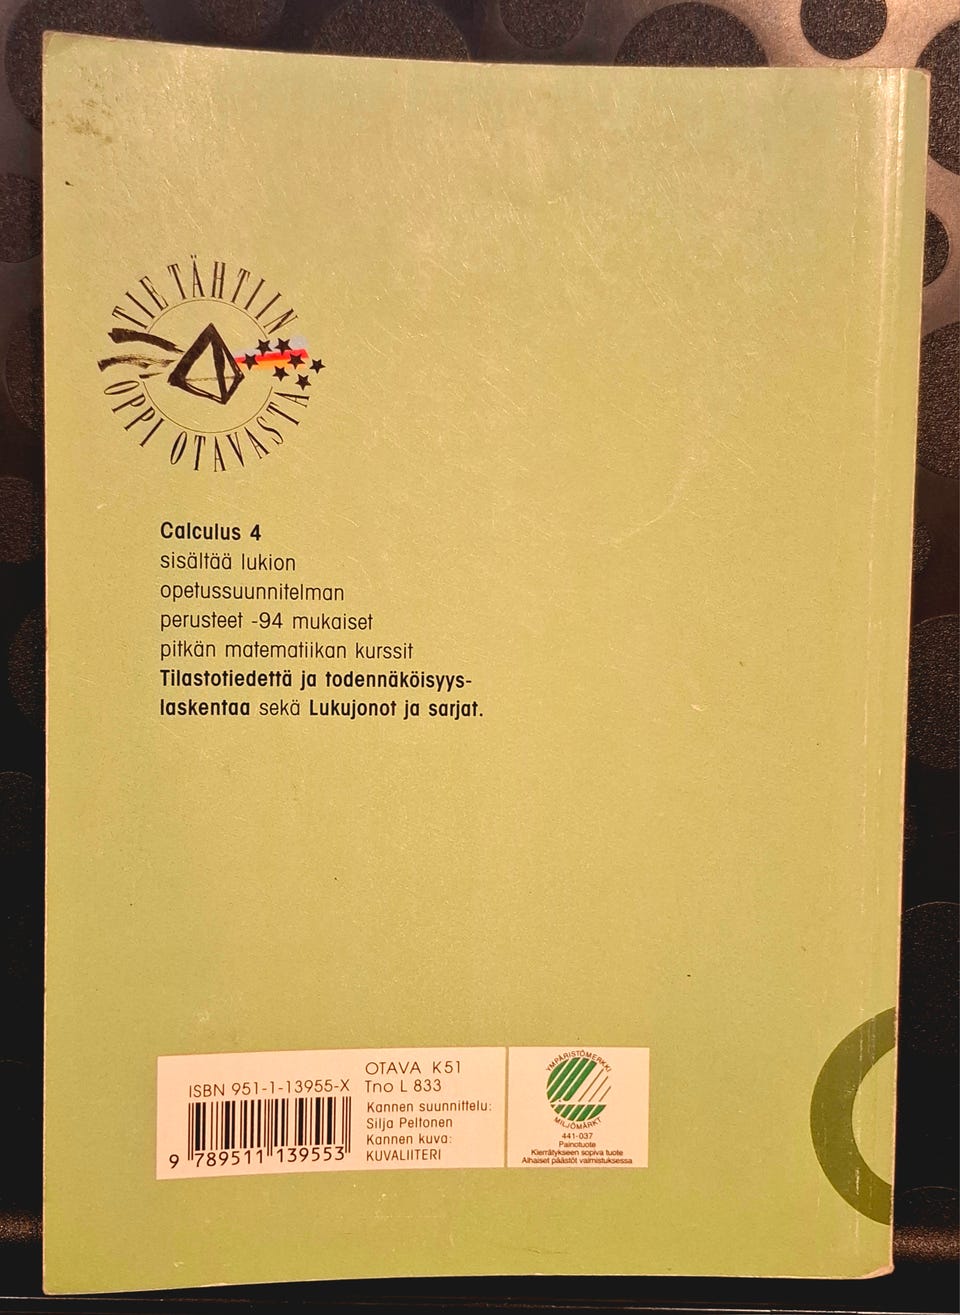 TIE TÄHTIIN
OPPI OTAVASTA
Calculus 4
sisältää lukion
opetussuunnitelman
perusteet -94 mukaiset
pitkän matematiikan kurssit
Tilastotiedettä ja todennäköisyys-
laskentaa sekä Lukujonot ja sarjat.
ISBN 951-1-13955-X
9 789511 139553
OTAVA K51
Tno L 833
Kannen suunnittelu:
Silja Peltonen
Kannen kuva:
KUVALIITERI
YMPÄRISTÖMERKKI
MILJÖMÄRKT
441-037
Painotuote
Kierrätykseen sopiva tuote
Alhaiset päästöt valmistuksessa